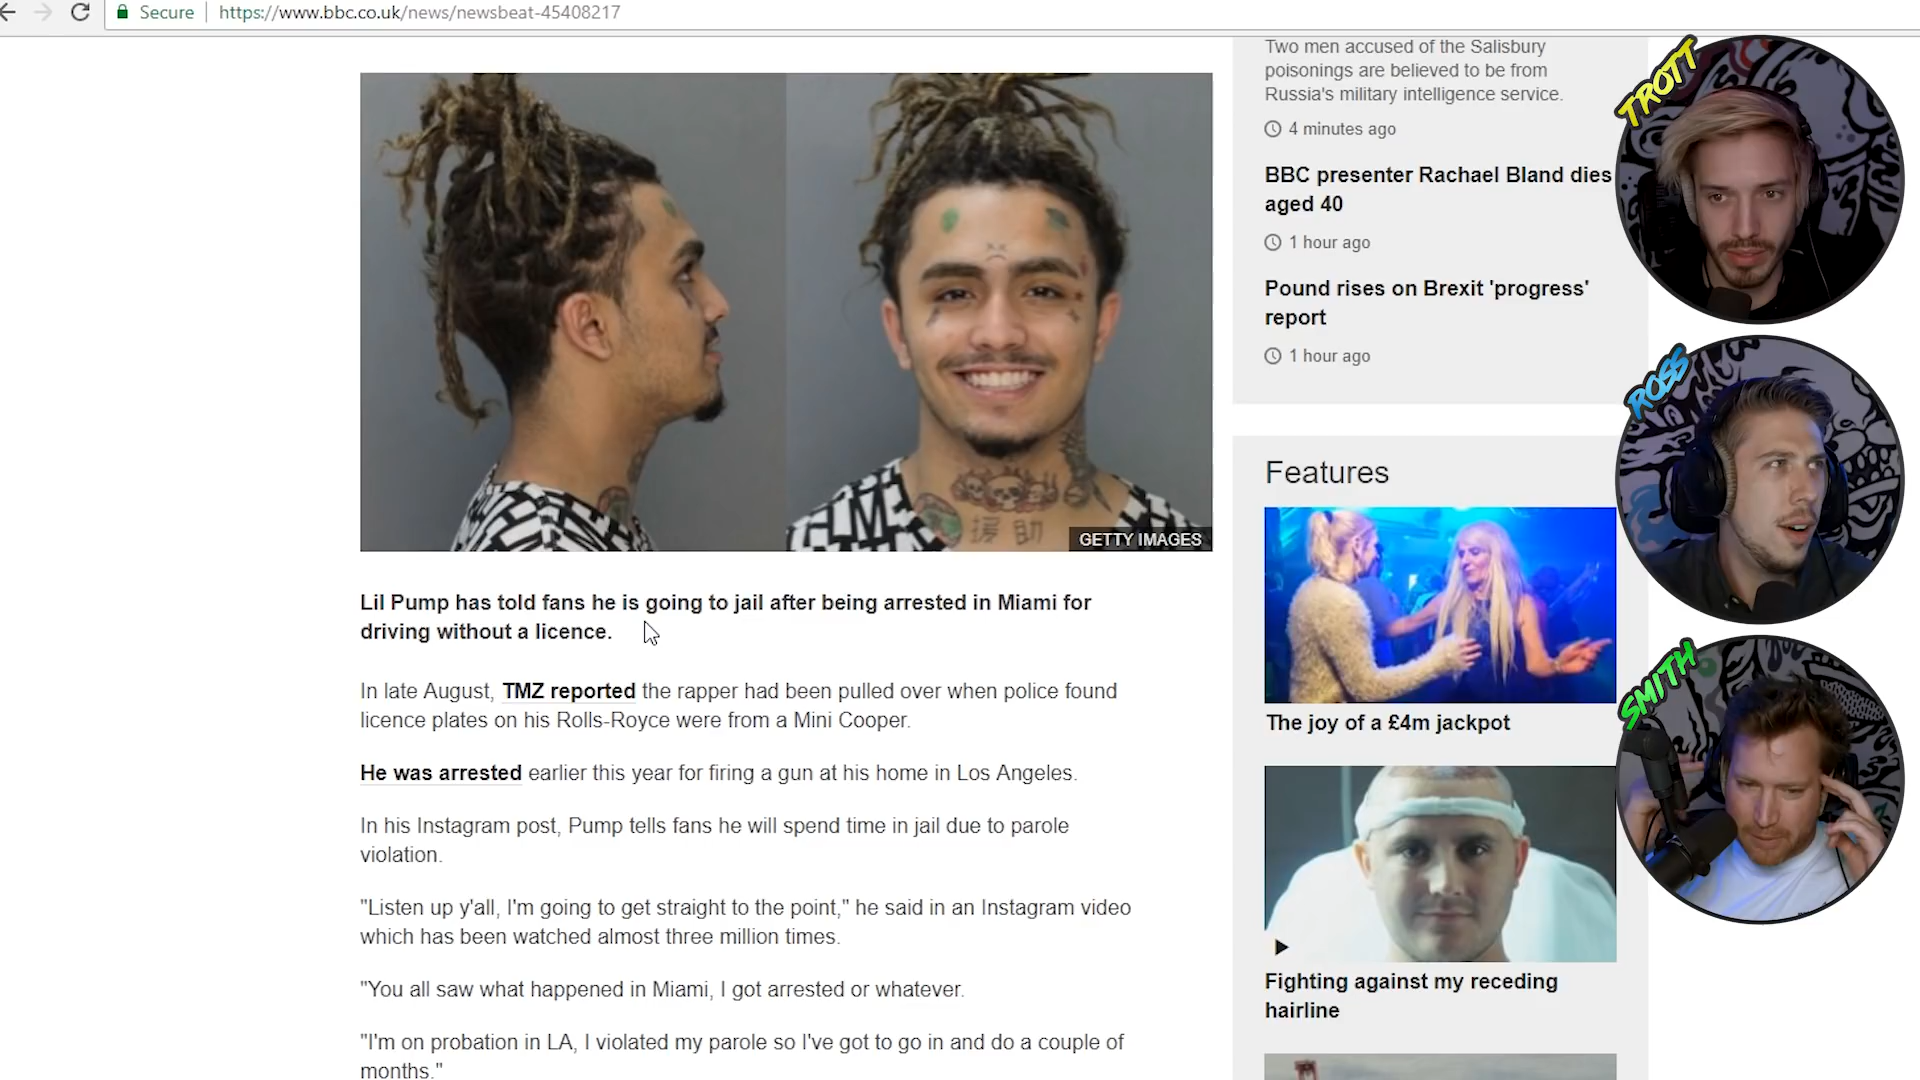 Secure
https://www.bbc.co.uk/news/newsbeat-45408217
援助
GETTY IMAGES
Lil Pump has told fans he is going to jail after being arrested in Miami for
driving without a licence.
In late August, TMZ reported the rapper had been pulled over when police found
licence plates on his Rolls-Royce were from a Mini Cooper.
He was arrested earlier this year for firing a gun at his home in Los Angeles.
In his Instagram post, Pump tells fans he will spend time in jail due to parole
violation.
"Listen up y'all, I'm going to get straight to the point," he said in an Instagram video
which has been watched almost three million times.
"You all saw what happened in Miami, I got arrested or whatever.
"I'm on probation in LA, I violated my parole so I've got to go in and do a couple of
months."
Two men accused of the Salisbury
poisonings are believed to be from
Russia's military intelligence service.
4 minutes ago
BBC presenter Rachael Bland dies
aged 40
1 hour ago
Pound rises on Brexit 'progress'
report
1 hour ago
Features
The joy of a £4m jackpot
Fighting against my receding
hairline
TROTT
ROSS
SMITH